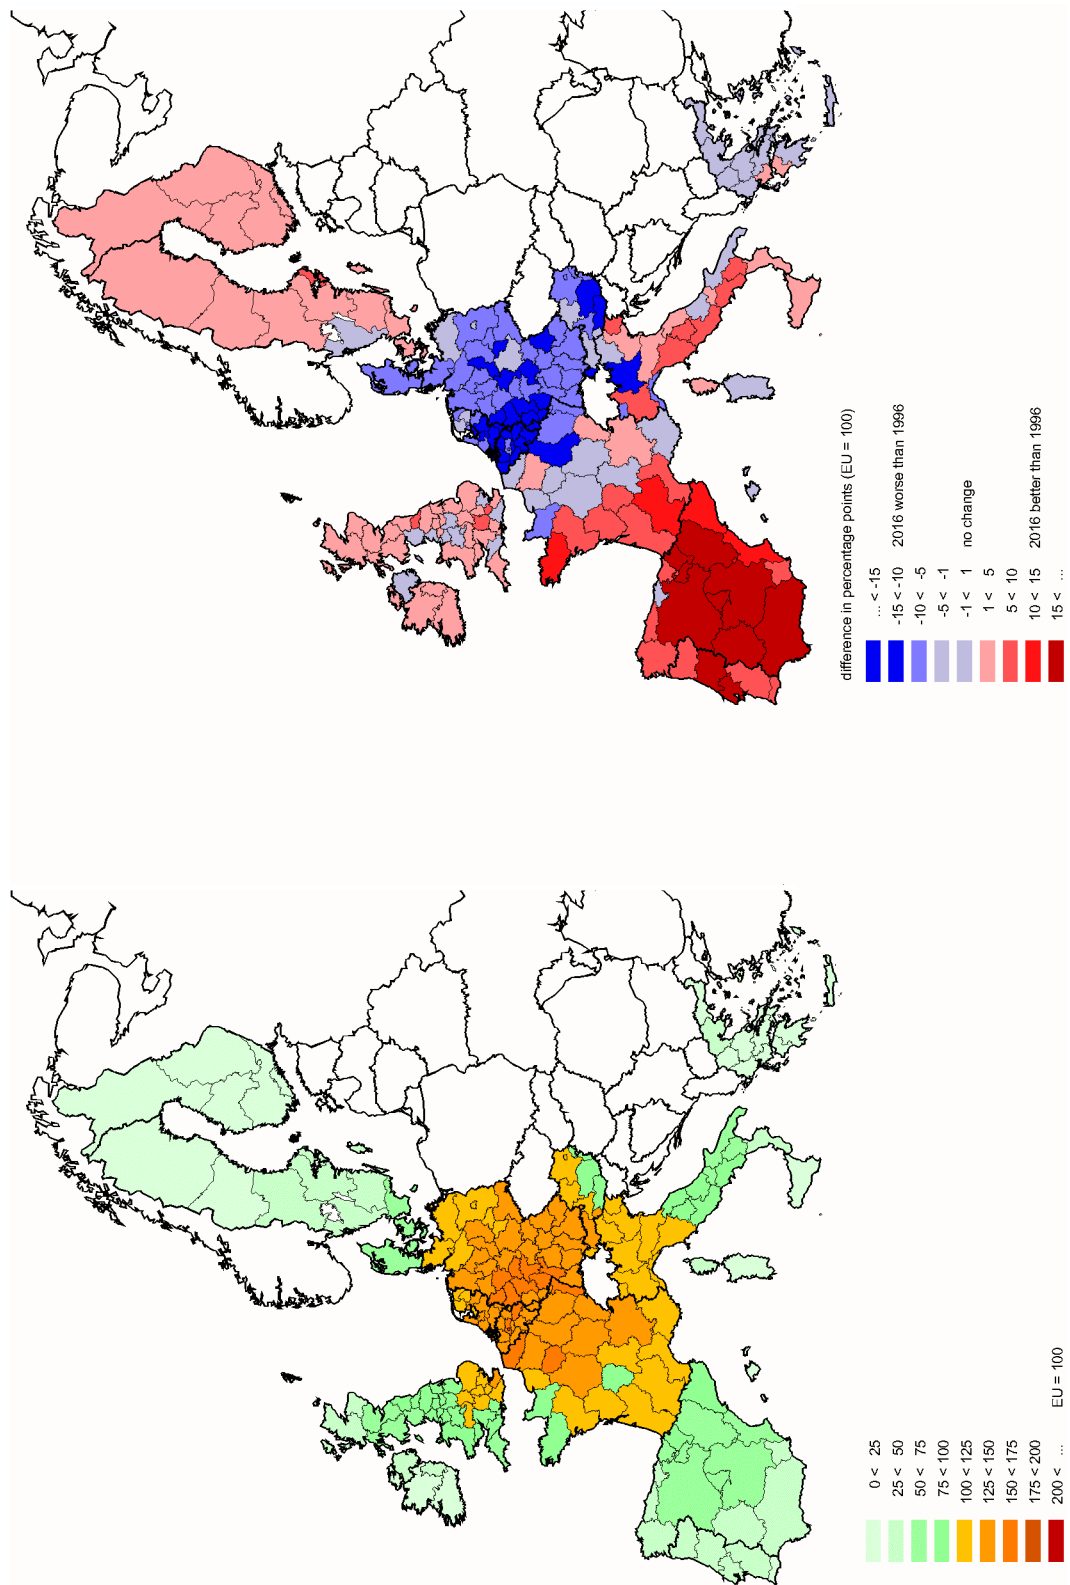 0 < 25
25 < 50
50 < 75
75 < 100
100 < 125
125 < 150
150 < 175
175 < 200
200 < ...
EU = 100
difference in percentage points (EU = 100)
... < -15
-15 < -10 2016 worse than 1996
-10 < -5
-5 < -1
-1 < 1 no change
1 < 5
5 < 10
10 < 15 2016 better than 1996
15 < ...